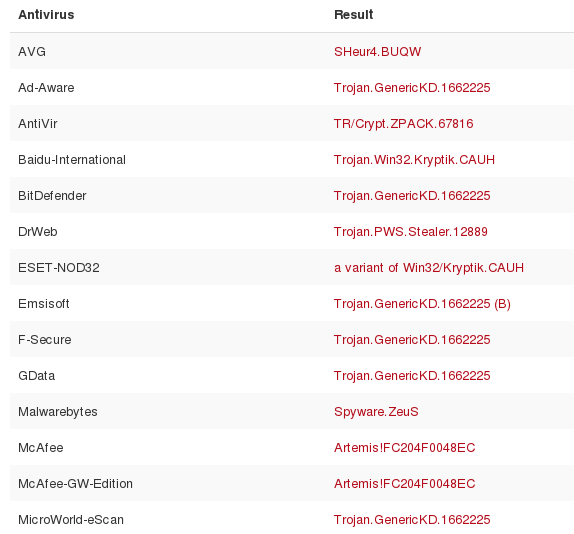 Antivirus Result
AVG SHeur4.BUQW
Ad-Aware Trojan.GenericKD.1662225
AntiVir TR/Crypt.ZPACK.67816
Baidu-International Trojan.Win32.Kryptik.CAUH
BitDefender Trojan.GenericKD.1662225
DrWeb Trojan.PWS.Stealer.12889
ESET-NOD32 a variant of Win32/Kryptik.CAUH
Emsisoft Trojan.GenericKD.1662225 (B)
F-Secure Trojan.GenericKD.1662225
GData Trojan.GenericKD.1662225
Malwarebytes Spyware.ZeuS
McAfee Artemis!FC204F0048EC
McAfee-GW-Edition Artemis!FC204F0048EC
MicroWorld-eScan Trojan.GenericKD.1662225